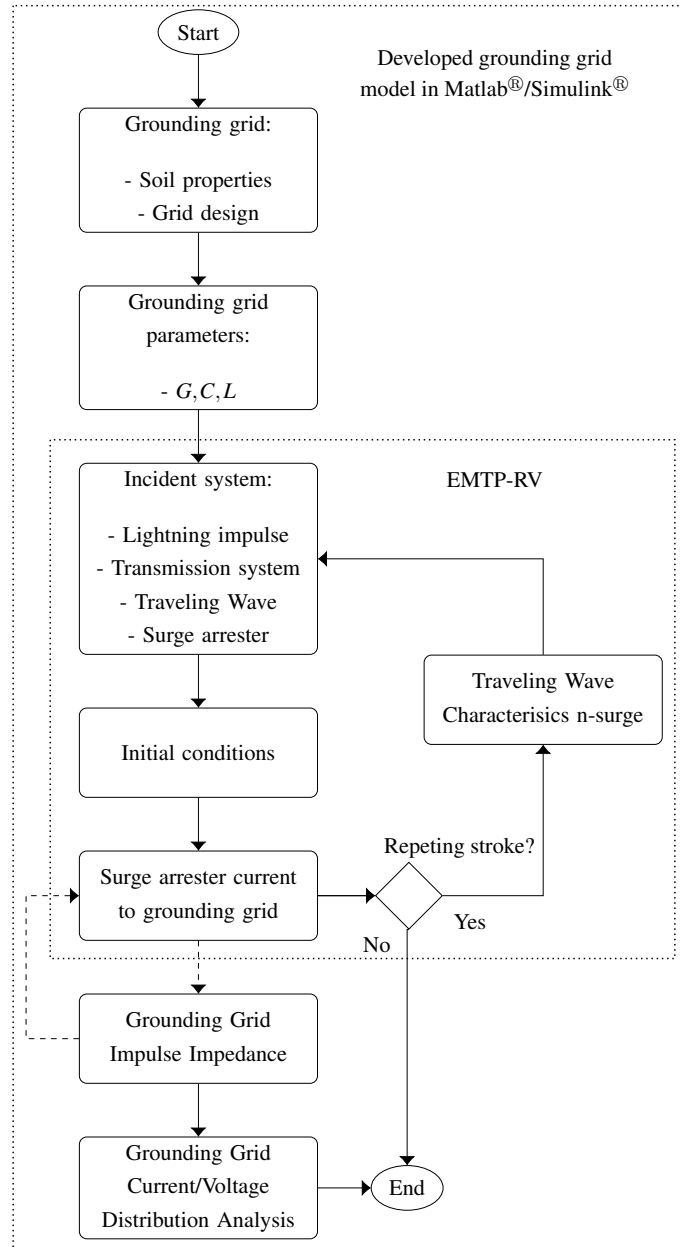 Start
Developed grounding grid
model in Matlab®/Simulink®
Grounding grid:
- Soil properties
- Grid design
Grounding grid
parameters:
- G,C,L
Incident system:
- Lightning impulse
- Transmission system
- Traveling Wave
- Surge arrester
EMTP-RV
Traveling Wave
Characterisics n-surge
Initial conditions
Repeting stroke?
Surge arrester current
to grounding grid
Yes
No
Grounding Grid
Impulse Impedance
Grounding Grid
Current/Voltage
Distribution Analysis
End